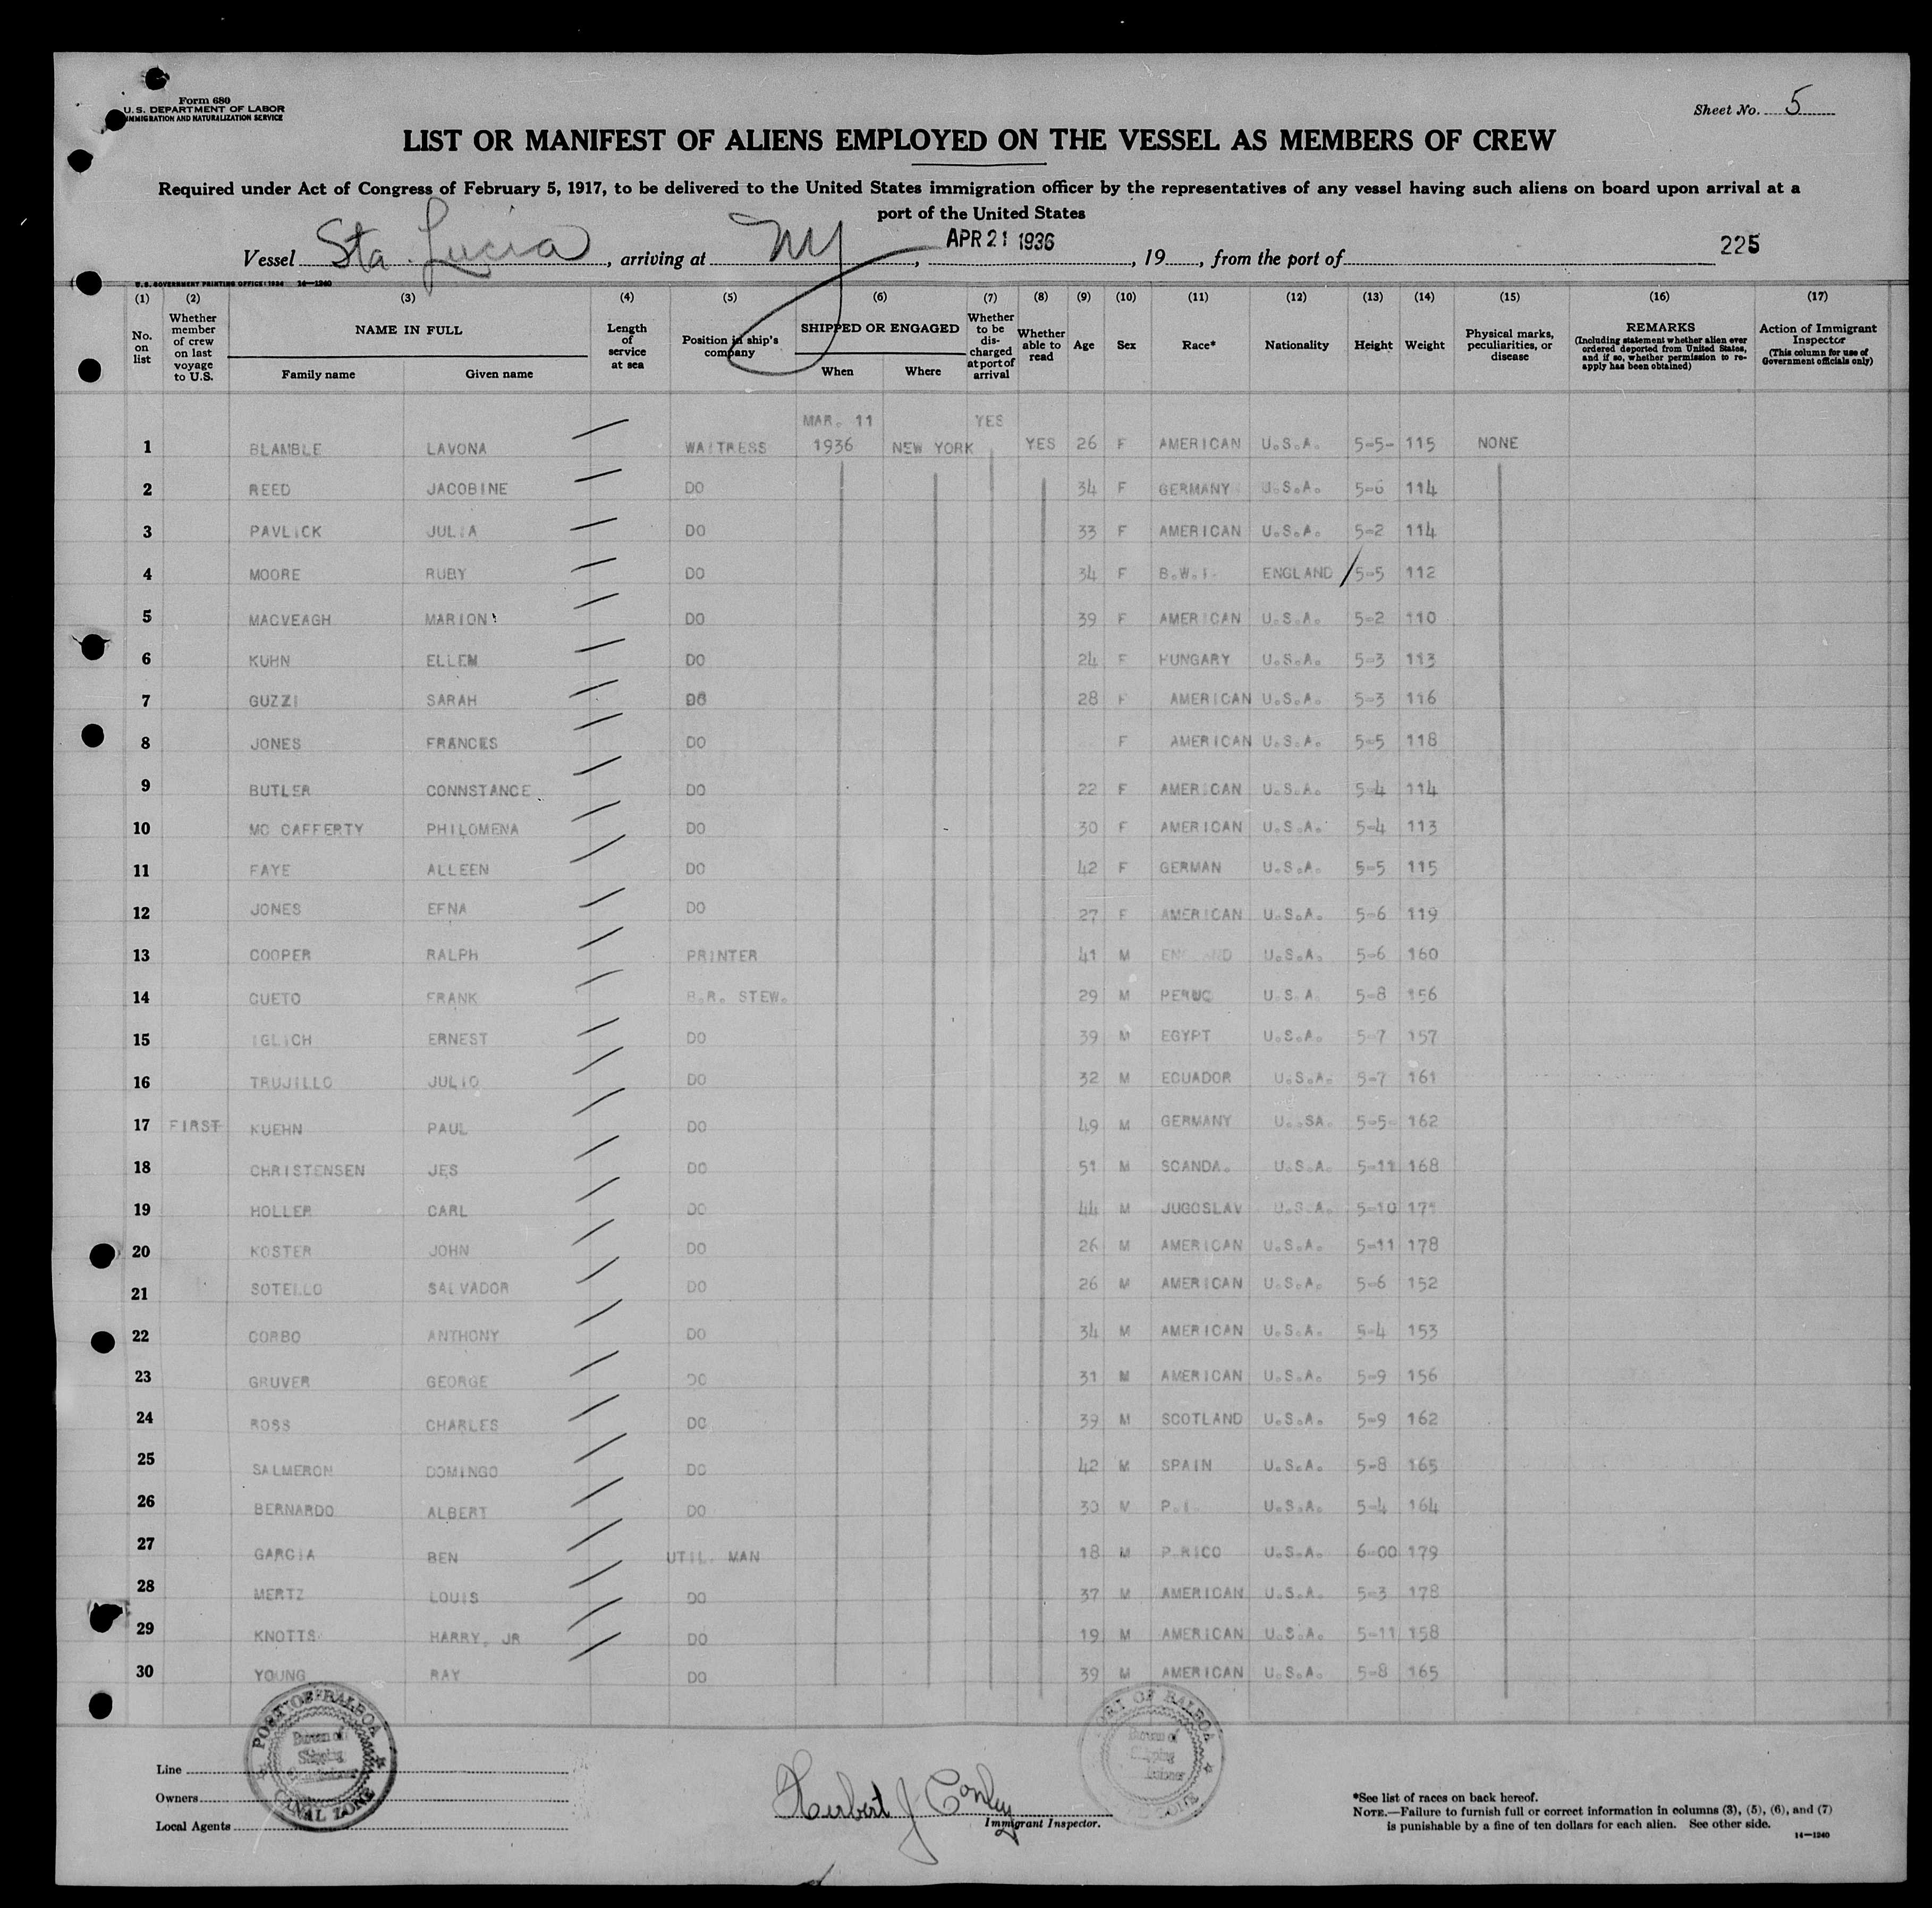 Form 680
U. S. DEPARTMENT OF LABOR
IMMIGRATION AND NATURALIZATION SERVICE
Sheet No. 5
LIST OR MANIFEST OF ALIENS EMPLOYED ON THE VESSEL AS MEMBERS OF CREW
Required under Act of Congress of February 5, 1917, to be delivered to the United States immigration officer by the representatives of any vessel having such aliens on board upon arrival at a
port of the United States
Vessel Sta. Lucia, arriving at NY, APR 21 1936, 19, from the port of 225
U. S. GOVERNMENT PRINTING OFFICE: 1934 14—1240
(1) (2) (3) (4) (5) (6) (7) (8) (9) (10) (11) (12) (13) (14) (15) (16) (17)
No. on list
Whether member of crew on last voyage to U.S.
NAME IN FULL
Family name Given name
Length of service at sea
Position in ship's company
SHIPPED OR ENGAGED
When Where
Whether to be discharged at port of arrival
Whether able to read
Age Sex Race* Nationality Height Weight
Physical marks, peculiarities, or disease
REMARKS
(Including statement whether alien ever ordered deported from United States, and if so, whether permission to re-apply has been obtained)
Action of Immigrant Inspector
(This column for use of Government officials only)
MAR. 11 YES
1 BLAMBLE LAVONA WAITRESS 1936 NEW YORK YES 26 F AMERICAN U.S.A. 5-5- 115 NONE
2 REED JACOBINE DO 34 F GERMANY U.S.A. 5-6 114
3 PAVLICK JULIA DO 33 F AMERICAN U.S.A. 5-2 114
4 MOORE RUBY DO 34 F B.W.I. ENGLAND 5-5 112
5 MACVEAGH MARION DO 39 F AMERICAN U.S.A. 5-2 110
6 KUHN ELLEM DO 24 F HUNGARY U.S.A. 5-3 113
7 GUZZI SARAH DO 28 F AMERICAN U.S.A. 5-3 116
8 JONES FRANCES DO F AMERICAN U.S.A. 5-5 118
9 BUTLER CONNSTANCE DO 22 F AMERICAN U.S.A. 5-4 114
10 MC CAFFERTY PHILOMENA DO 30 F AMERICAN U.S.A. 5-4 113
11 FAYE ALLEEN DO 42 F GERMAN U.S.A. 5-5 115
12 JONES EFNA DO 27 F AMERICAN U.S.A. 5-6 119
13 COOPER RALPH PRINTER 41 M ENGLAND U.S.A. 5-6 160
14 CUETO FRANK B.R. STEW. 29 M U.S.A. 5-8 156
15 IGLICH ERNEST DO 39 M EGYPT U.S.A. 5-7 157
16 TRUJILLO JULIO DO 32 M ECUADOR U.S.A. 5-7 161
17 FIRST KUEHN PAUL DO 49 M GERMANY U..SA. 5-5- 162
18 CHRISTENSEN JES DO 51 M SCANDA. U.S.A. 5-11 168
19 HOLLER CARL DO 44 M JUGOSLAV U.S.A. 5-10
20 KOSTER JOHN DO 26 M AMERICAN U.S.A. 5-11 178
21 SOTELLO SALVADOR DO 26 M AMERICAN U.S.A. 5-6 152
22 CORBO ANTHONY DO 34 M AMERICAN U.S.A. 5-4 153
23 GRUVER GEORGE DO 31 M AMERICAN U.S.A. 5-9 156
24 ROSS CHARLES DO 39 M SCOTLAND U.S.A. 5-9 162
25 SALMERON DOMINGO DO 42 M SPAIN U.S.A. 5-8 165
26 BERNARDO ALBERT DO 30 M P.I. U.S.A. 5-4 164
27 GARCIA BEN UTIL. MAN 18 M P.RICO U.S.A. 6-00 179
28 MERTZ LOUIS DO 37 M AMERICAN U.S.A. 5-3 178
29 KNOTTS HARRY, JR DO 19 M AMERICAN U.S.A. 5-11 158
30 YOUNG RAY DO 39 M AMERICAN U.S.A. 5-8 165
PORT OF BALBOA
Bureau of
Shipping
CANAL ZONE
PORT OF BALBOA
Bureau of
Shipping
Line
Owners
Local Agents
Herbert J Conley
Immigrant Inspector.
*See list of races on back hereof.
NOTE.—Failure to furnish full or correct information in columns (3), (5), (6), and (7)
is punishable by a fine of ten dollars for each alien. See other side.
14—1240